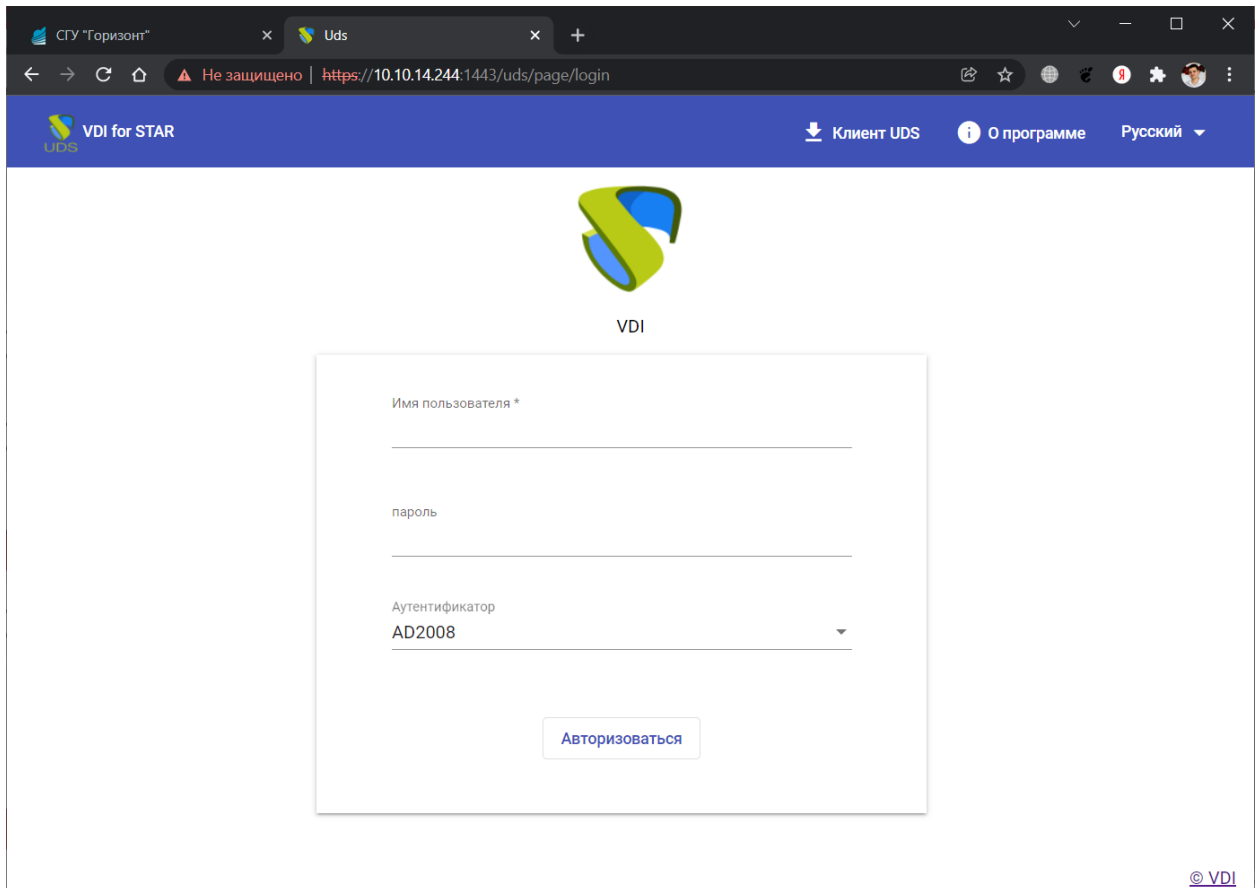 СГУ "Горизонт"
Uds
Не защищено | https://10.10.14.244:1443/uds/page/login
Я
UDS
VDI for STAR
Клиент UDS
О программе
Русский
VDI
Имя пользователя *
пароль
Аутентификатор
AD2008
Авторизоваться
© VDI